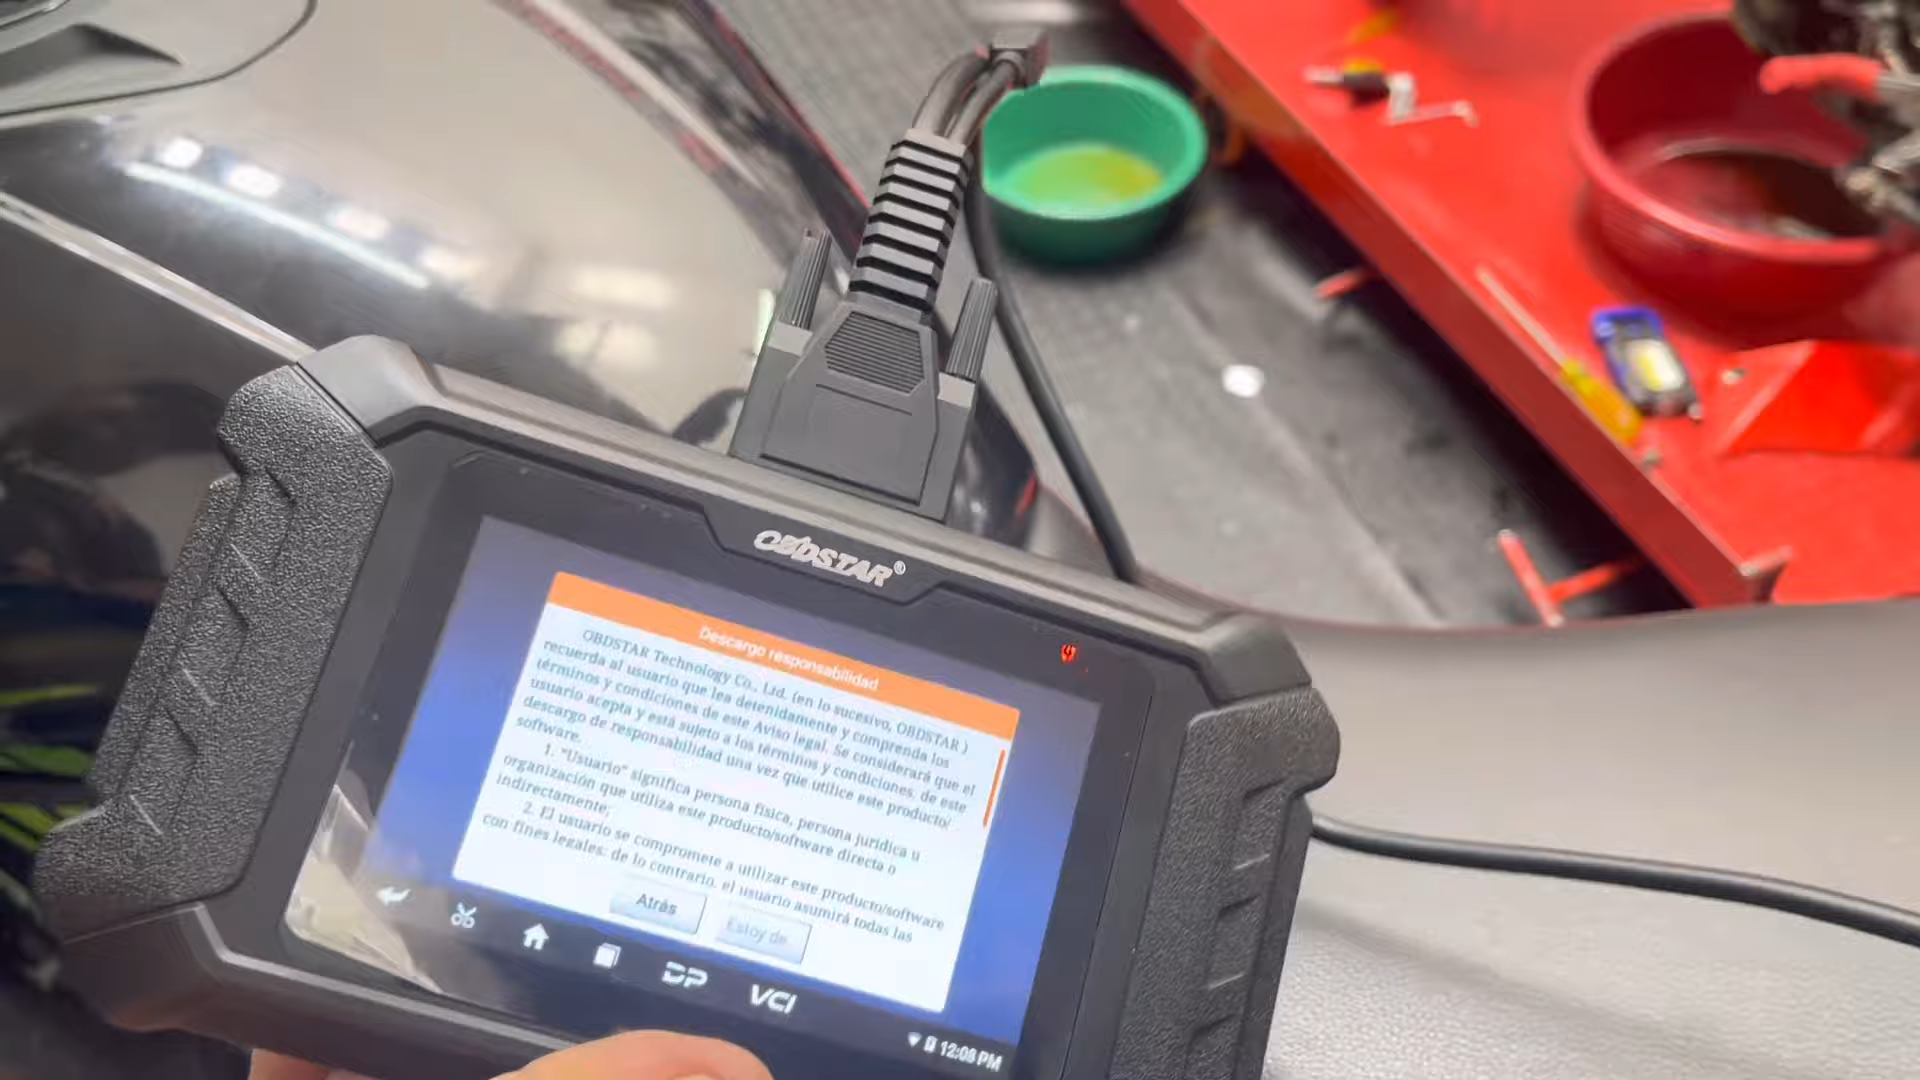 OBDSTAR®
Descargo responsabilidad
OBDSTAR Technology Co., Ltd. (en lo sucesivo, OBDSTAR )
recuerda al usuario que lea detenidamente y comprenda los
términos y condiciones de este Aviso legal. Se considerará que el
usuario acepta y está sujeto a los términos y condiciones, de este
descargo de responsabilidad una vez que utilice este producto/
software.
1. "Usuario" significa persona física, persona jurídica u
organización que utiliza este producto/software directa o
indirectamente;
2. El usuario se compromete a utilizar este producto/software
con fines legales; de lo contrario, el usuario asumirá todas las
Atrás
Estoy de
DP
VCI
12:08 PM